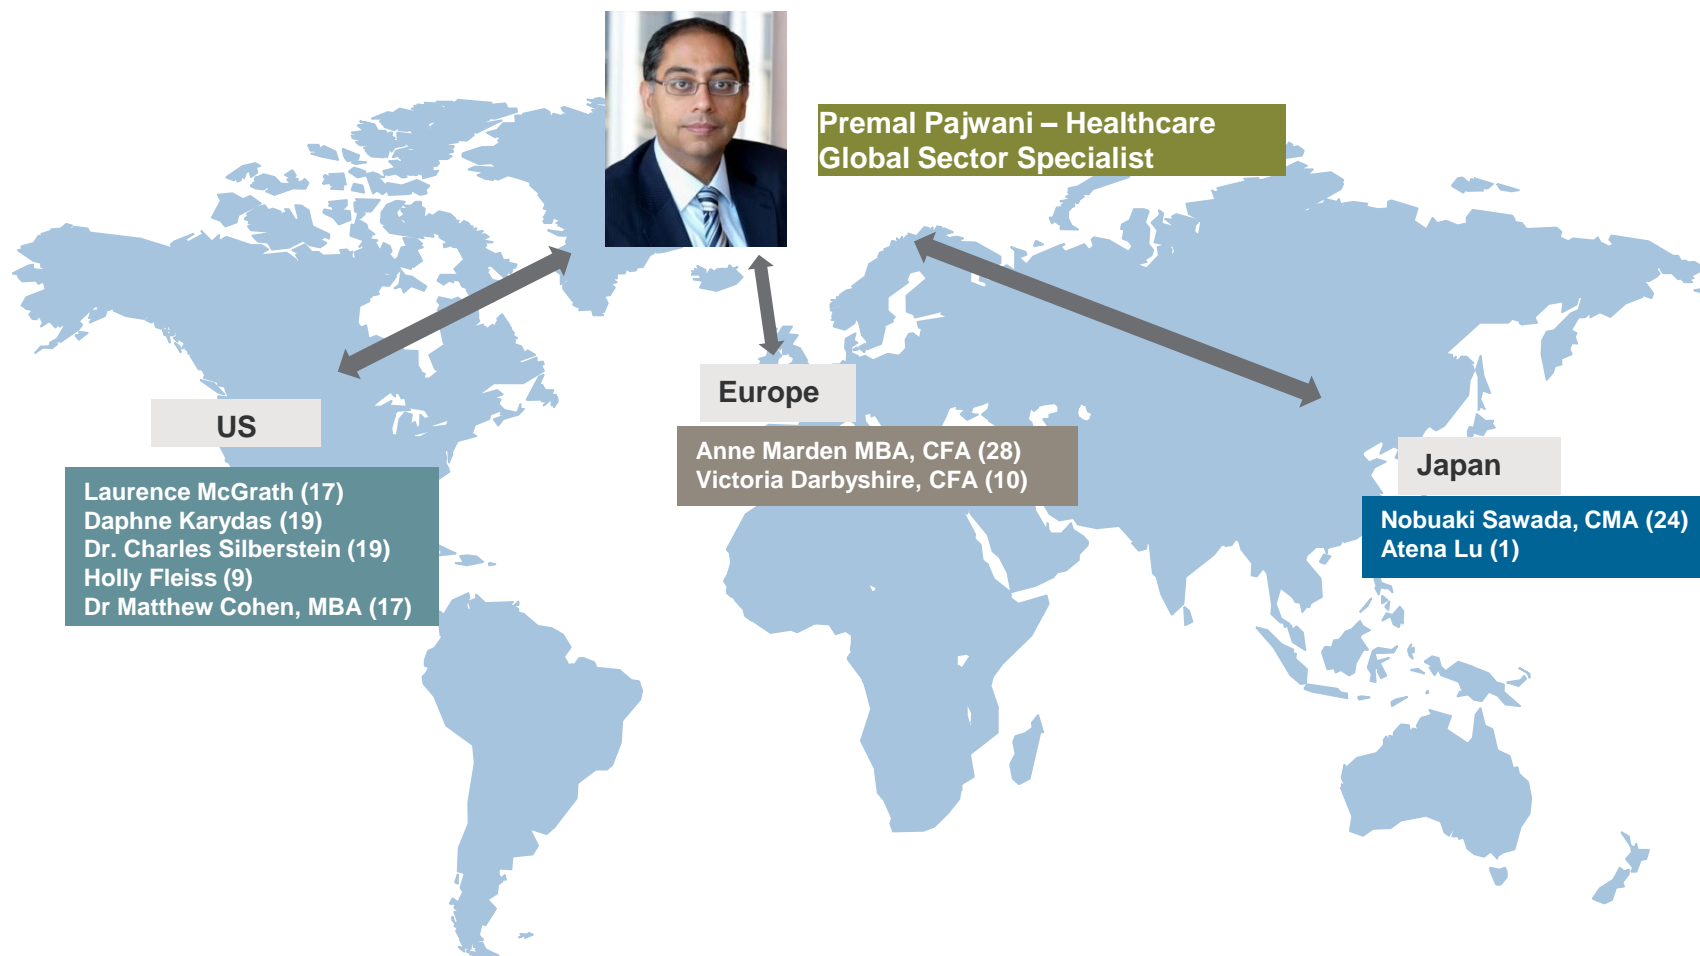 Premal Pajwani – Healthcare
Global Sector Specialist
US
Laurence McGrath (17)
Daphne Karydas (19)
Dr. Charles Silberstein (19)
Holly Fleiss (9)
Dr Matthew Cohen, MBA (17)
Europe
Anne Marden MBA, CFA (28)
Victoria Darbyshire, CFA (10)
Japan
Nobuaki Sawada, CMA (24)
Atena Lu (1)